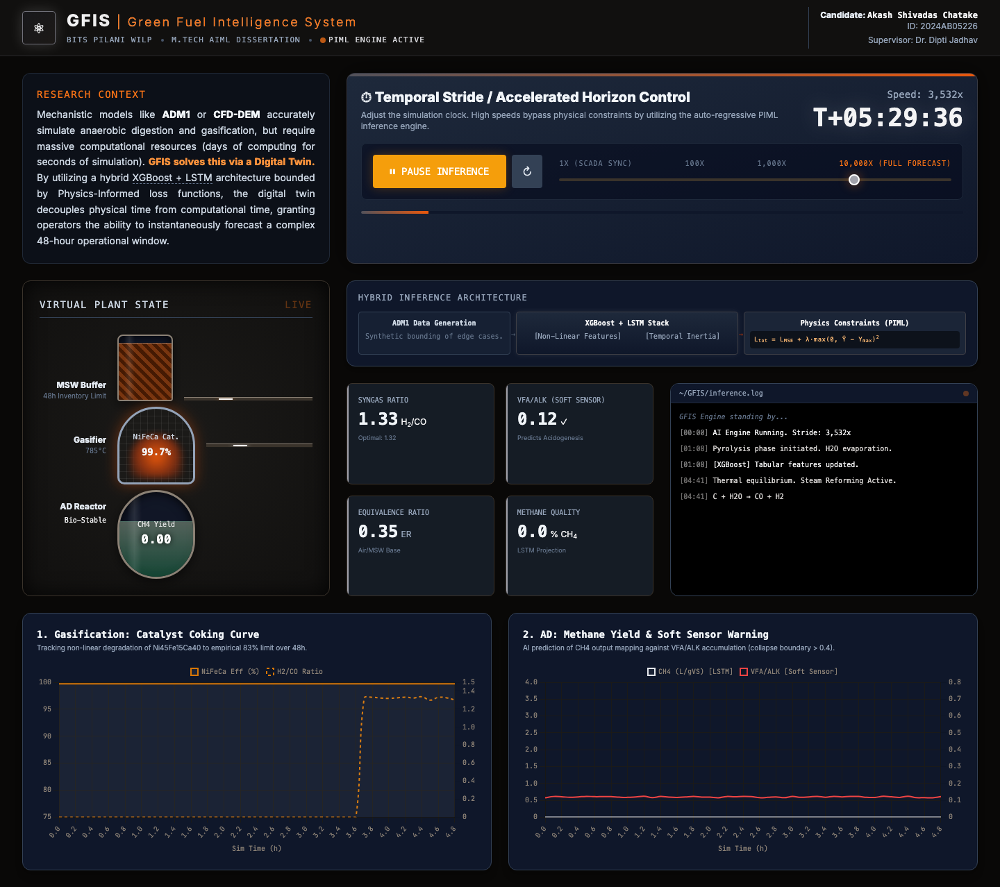 GFIS | Green Fuel Intelligence System
BITS PILANI WILP • M.TECH AIML DISSERTATION • PIML ENGINE ACTIVE
Candidate: Akash Shivadas Chatake
ID: 2024AB05226
Supervisor: Dr. Dipti Jadhav
RESEARCH CONTEXT
Mechanistic models like ADM1 or CFD-DEM accurately
simulate anaerobic digestion and gasification, but require
massive computational resources (days of computing for
seconds of simulation). GFIS solves this via a Digital Twin.
By utilizing a hybrid XGBoost + LSTM architecture bounded
by Physics-Informed loss functions, the digital twin
decouples physical time from computational time, granting
operators the ability to instantaneously forecast a complex
48-hour operational window.
⏱ Temporal Stride / Accelerated Horizon Control
Adjust the simulation clock. High speeds bypass physical constraints by utilizing the auto-regressive PIML
inference engine.
Speed: 3,532x
T+05:29:36
⏸ PAUSE INFERENCE
↻
1X (SCADA SYNC) 100X 1,000X 10,000X (FULL FORECAST)
VIRTUAL PLANT STATE LIVE
MSW Buffer
48h Inventory Limit
Gasifier
785°C
NiFeCa Cat.
99.7%
AD Reactor
Bio-Stable
CH4 Yield
0.00
HYBRID INFERENCE ARCHITECTURE
ADM1 Data Generation
Synthetic bounding of edge cases.
→
XGBoost + LSTM Stack
[Non-Linear Features] [Temporal Inertia]
→
Physics Constraints (PIML)
Ltot = LMSE + λ·max(0, Ŷ − Ymax)²
SYNGAS RATIO
1.33 H₂/CO
Optimal: 1.32
VFA/ALK (SOFT SENSOR)
0.12 ✓
Predicts Acidogenesis
EQUIVALENCE RATIO
0.35 ER
Air/MSW Base
METHANE QUALITY
0.0 % CH₄
LSTM Projection
~/GFIS/inference.log
GFIS Engine standing by...
[00:00] AI Engine Running. Stride: 3,532x
[01:08] Pyrolysis phase initiated. H2O evaporation.
[01:08] [XGBoost] Tabular features updated.
[04:41] Thermal equilibrium. Steam Reforming Active.
[04:41] C + H2O → CO + H2
1. Gasification: Catalyst Coking Curve
Tracking non-linear degradation of Ni45Fe15Ca40 to empirical 83% limit over 48h.
NiFeCa Eff (%) H2/CO Ratio
100
95
90
85
80
75
1.5
1.4
1.2
1.0
0.8
0.6
0.4
0.2
0
0.0 0.2 0.4 0.6 0.8 1.0 1.2 1.4 1.6 1.8 2.0 2.2 2.4 2.6 2.8 3.0 3.2 3.4 3.6 3.8 4.0 4.2 4.4 4.6 4.8
Sim Time (h)
2. AD: Methane Yield & Soft Sensor Warning
AI prediction of CH4 output mapping against VFA/ALK accumulation (collapse boundary > 0.4).
CH4 (L/gVS) [LSTM] VFA/ALK [Soft Sensor]
4.0
3.5
3.0
2.5
2.0
1.5
1.0
0.5
0
0.8
0.7
0.6
0.5
0.4
0.3
0.2
0.1
0
0.0 0.2 0.4 0.6 0.8 1.0 1.2 1.4 1.6 1.8 2.0 2.2 2.4 2.6 2.8 3.0 3.2 3.4 3.6 3.8 4.0 4.2 4.4 4.6 4.8
Sim Time (h)